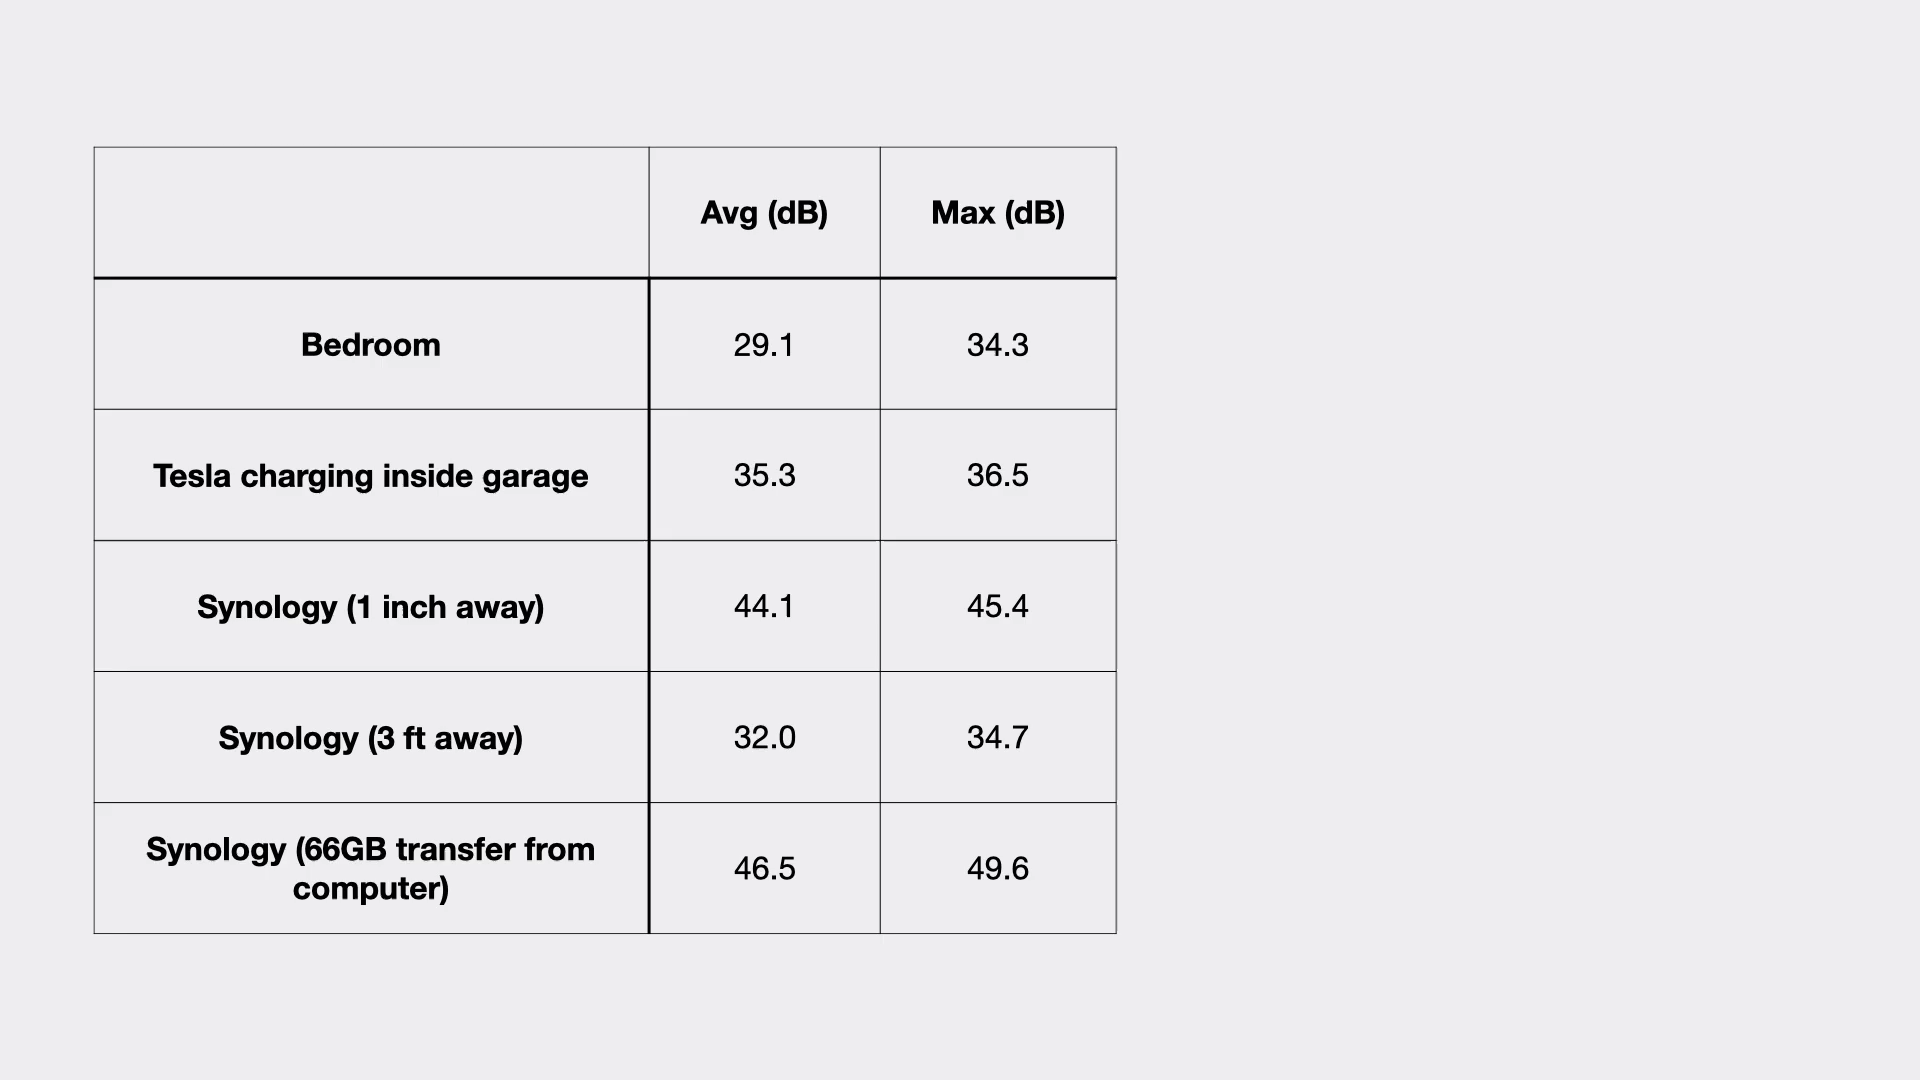 Avg (dB) Max (dB)
Bedroom 29.1 34.3
Tesla charging inside garage 35.3 36.5
Synology (1 inch away) 44.1 45.4
Synology (3 ft away) 32.0 34.7
Synology (66GB transfer from
computer) 46.5 49.6